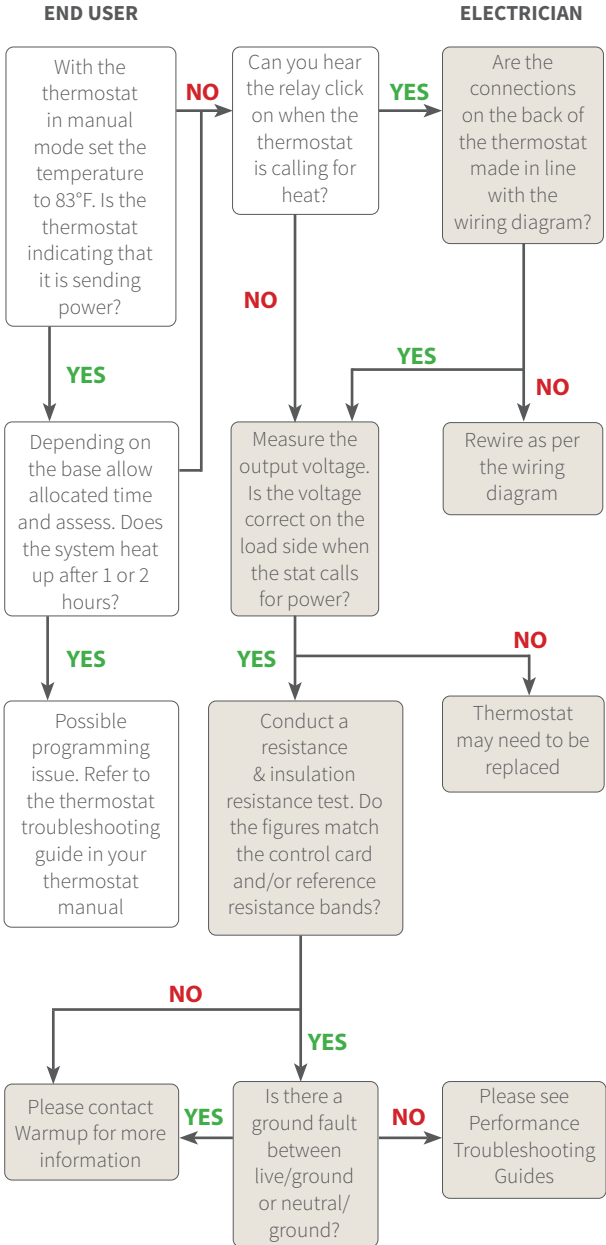 END USER
ELECTRICIAN
With the
thermostat
in manual
mode set the
temperature
to 83°F. Is the
thermostat
indicating that
it is sending
power?
NO
Can you hear
the relay click
on when the
thermostat
is calling for
heat?
YES
Are the
connections
on the back of
the thermostat
made in line
with the
wiring diagram?
YES
NO
YES
NO
Depending on
the base allow
allocated time
and assess. Does
the system heat
up after 1 or 2
hours?
Measure the
output voltage.
Is the voltage
correct on the
load side when
the stat calls
for power?
Rewire as per
the wiring
diagram
YES
YES
NO
Possible
programming
issue. Refer to
the thermostat
troubleshooting
guide in your
thermostat
manual
Conduct a
resistance
& insulation
resistance test. Do
the figures match
the control card
and/or reference
resistance bands?
Thermostat
may need to be
replaced
NO
YES
Please contact
Warmup for more
information
YES
Is there a
ground fault
between
live/ground
or neutral/
ground?
NO
Please see
Performance
Troubleshooting
Guides